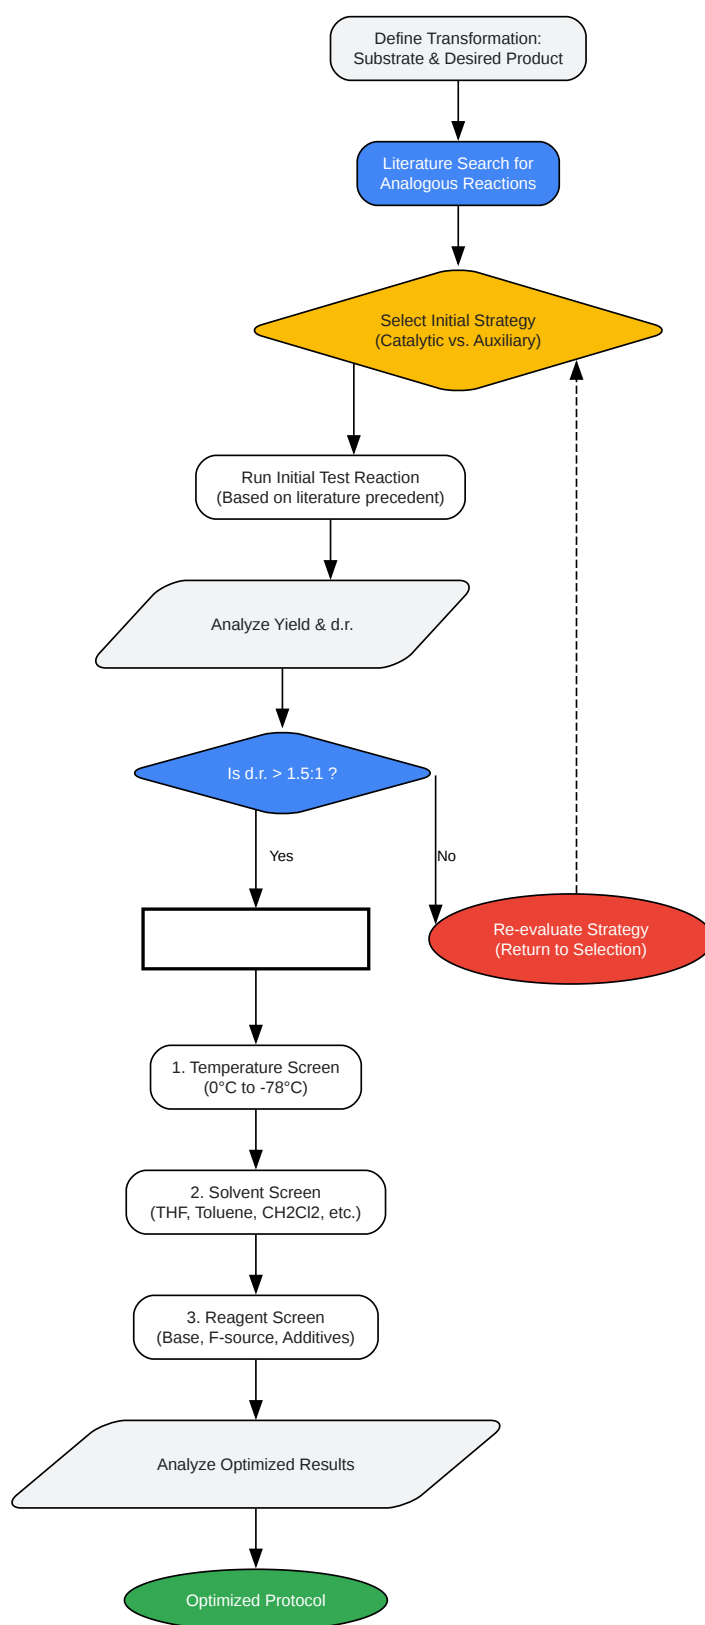 Define Transformation:
Substrate & Desired Product
Literature Search for
Analogous Reactions
Select Initial Strategy
(Catalytic vs. Auxiliary)
Run Initial Test Reaction
(Based on literature precedent)
Analyze Yield & d.r.
Is d.r. > 1.5:1 ?
Yes
No
Re-evaluate Strategy
(Return to Selection)
1. Temperature Screen
(0°C to -78°C)
2. Solvent Screen
(THF, Toluene, CH2Cl2, etc.)
3. Reagent Screen
(Base, F-source, Additives)
Analyze Optimized Results
Optimized Protocol